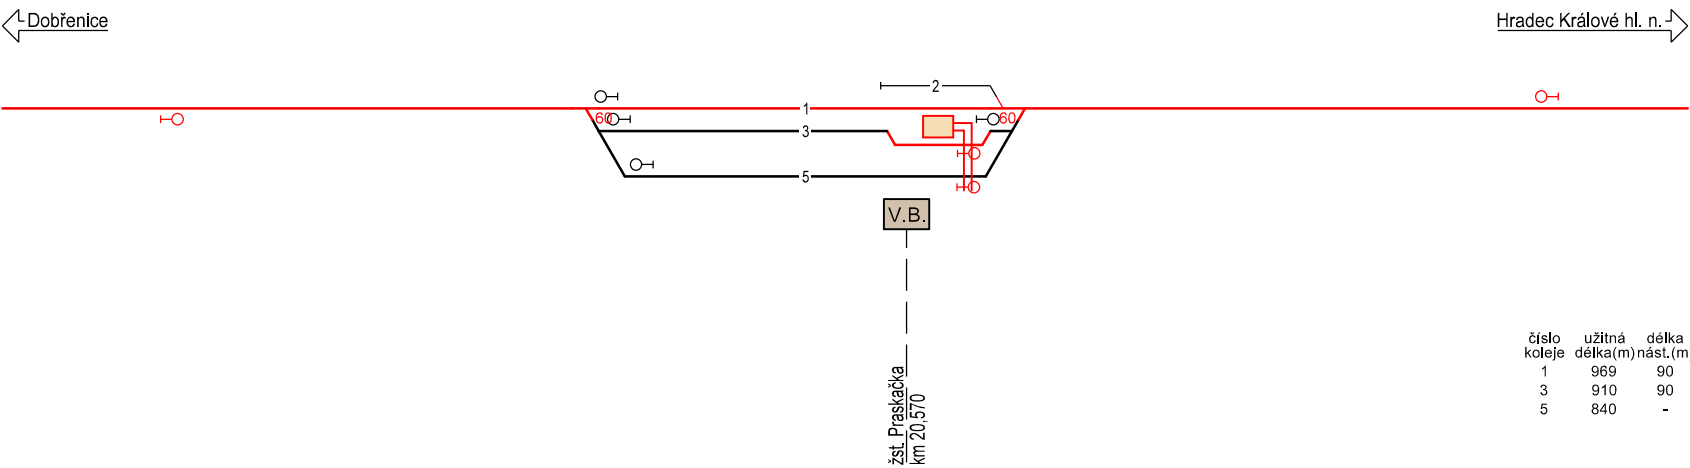 Dobřenice
Hradec Králové hl. n.
2
1
60
60
3
5
V.B.
žst. Praskačka
km 20,570
číslo užitná délka
koleje délka(m) nást.(m
1 969 90
3 910 90
5 840 -